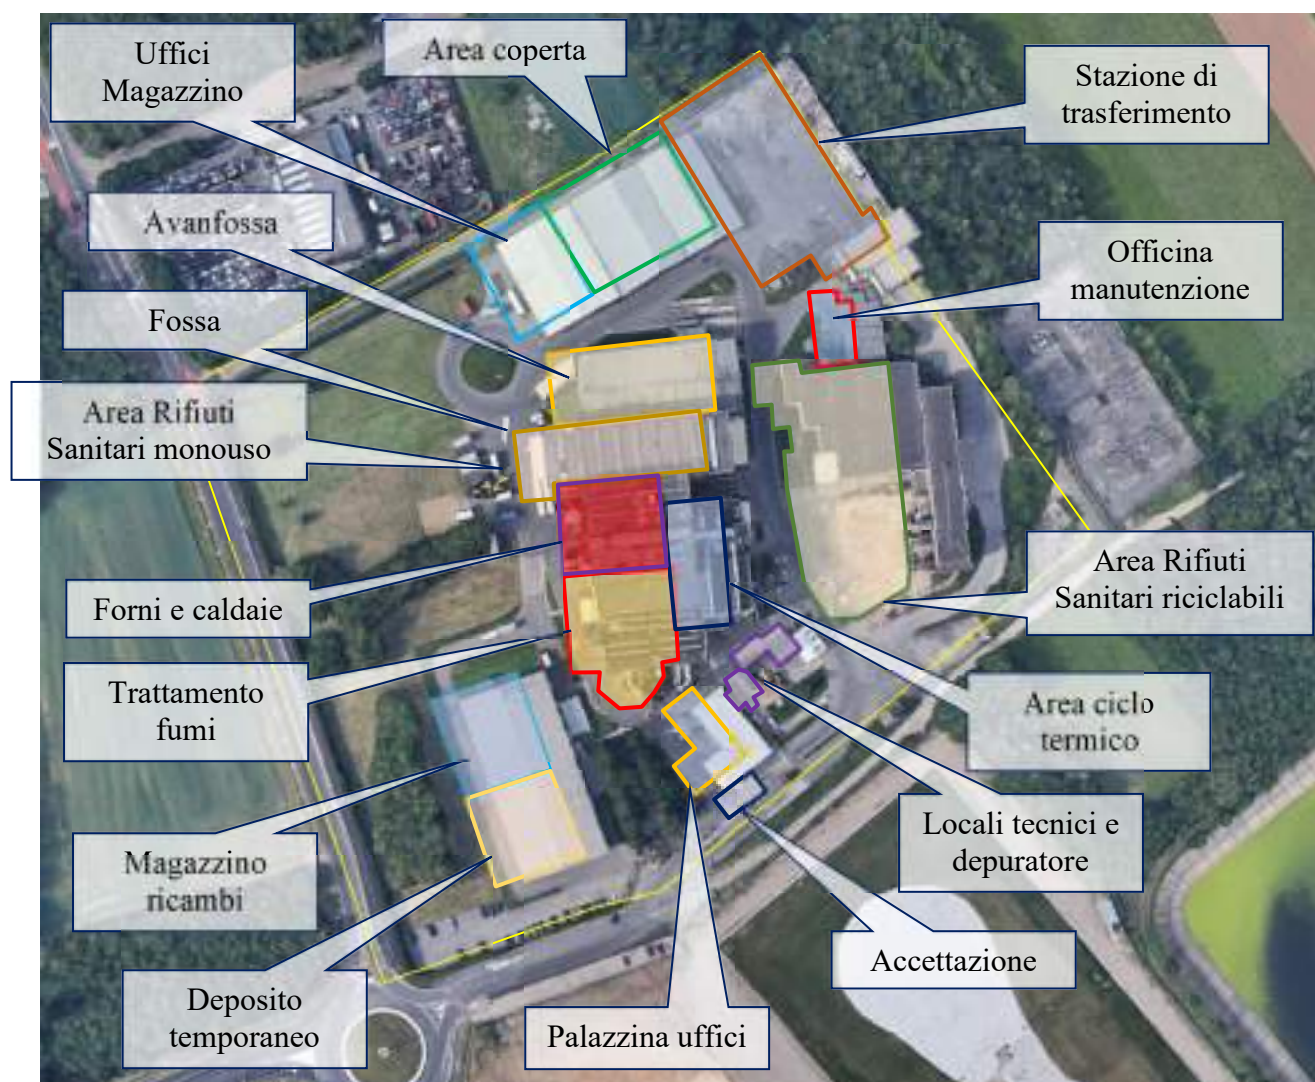 Uffici
Magazzino
Area coperta
Stazione di
trasferimento
Avanfossa
Officina
manutenzione
Fossa
Area Rifiuti
Sanitari monouso
Area Rifiuti
Sanitari riciclabili
Forni e caldaie
Trattamento
fumi
Area ciclo
termico
Locali tecnici e
depuratore
Magazzino
ricambi
Accettazione
Deposito
temporaneo
Palazzina uffici